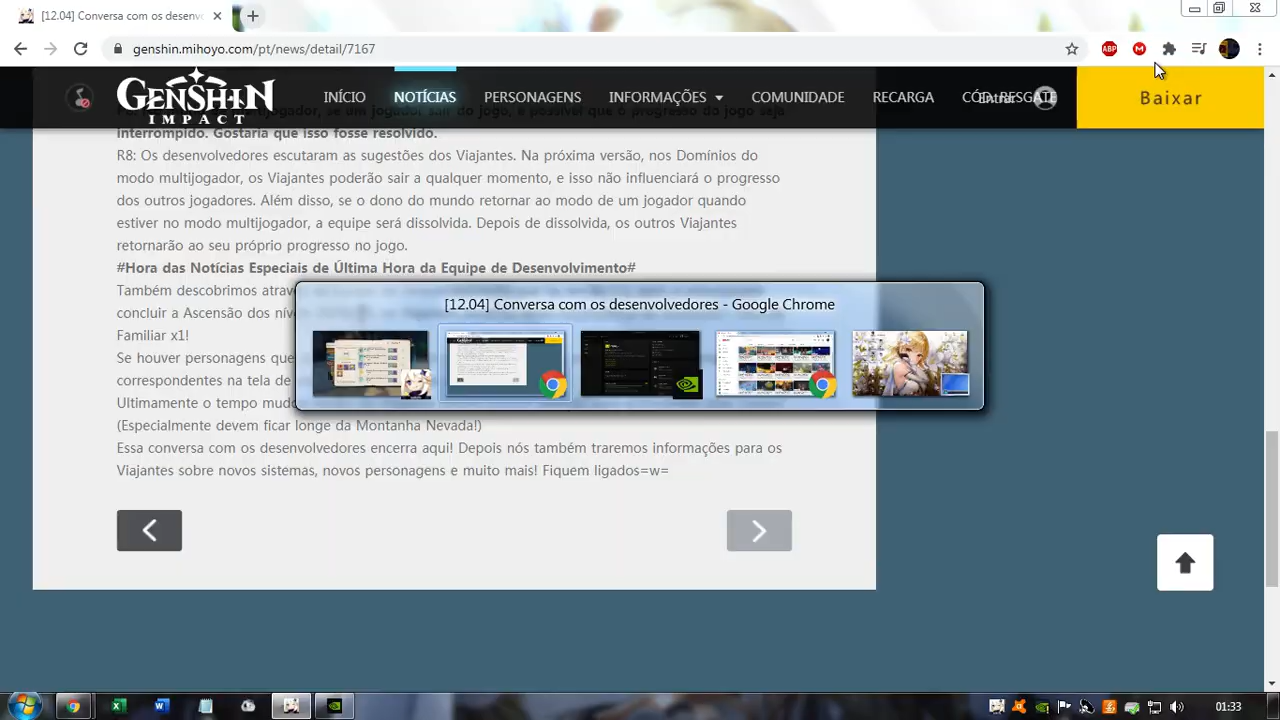 [12.04] Conversa com os desenv
genshin.mihoyo.com/pt/news/detail/7167
ABP
M
GENSHIN
IMPACT
INÍCIO
NOTÍCIAS
PERSONAGENS
INFORMAÇÕES
COMUNIDADE
RECARGA
CÓD. RESGATE
Entrar
Baixar
interrompido. Gostaria que isso fosse resolvido.
R8: Os desenvolvedores escutaram as sugestões dos Viajantes. Na próxima versão, nos Domínios do
modo multijogador, os Viajantes poderão sair a qualquer momento, e isso não influenciará o progresso
dos outros jogadores. Além disso, se o dono do mundo retornar ao modo de um jogador quando
estiver no modo multijogador, a equipe será dissolvida. Depois de dissolvida, os outros Viajantes
retornarão ao seu próprio progresso no jogo.
#Hora das Notícias Especiais de Última Hora da Equipe de Desenvolvimento#
Também descobrimos
concluir a Ascensão dos
Familiar x1!
Se houver personagens que
correspondentes na tela de
Ultimamente o tempo
(Especialmente devem ficar longe da Montanha Nevada!)
Essa conversa com os desenvolvedores encerra aqui! Depois nós também traremos informações para os
Viajantes sobre novos sistemas, novos personagens e muito mais! Fiquem ligados=w=
[12.04] Conversa com os desenvolvedores - Google Chrome
01:33